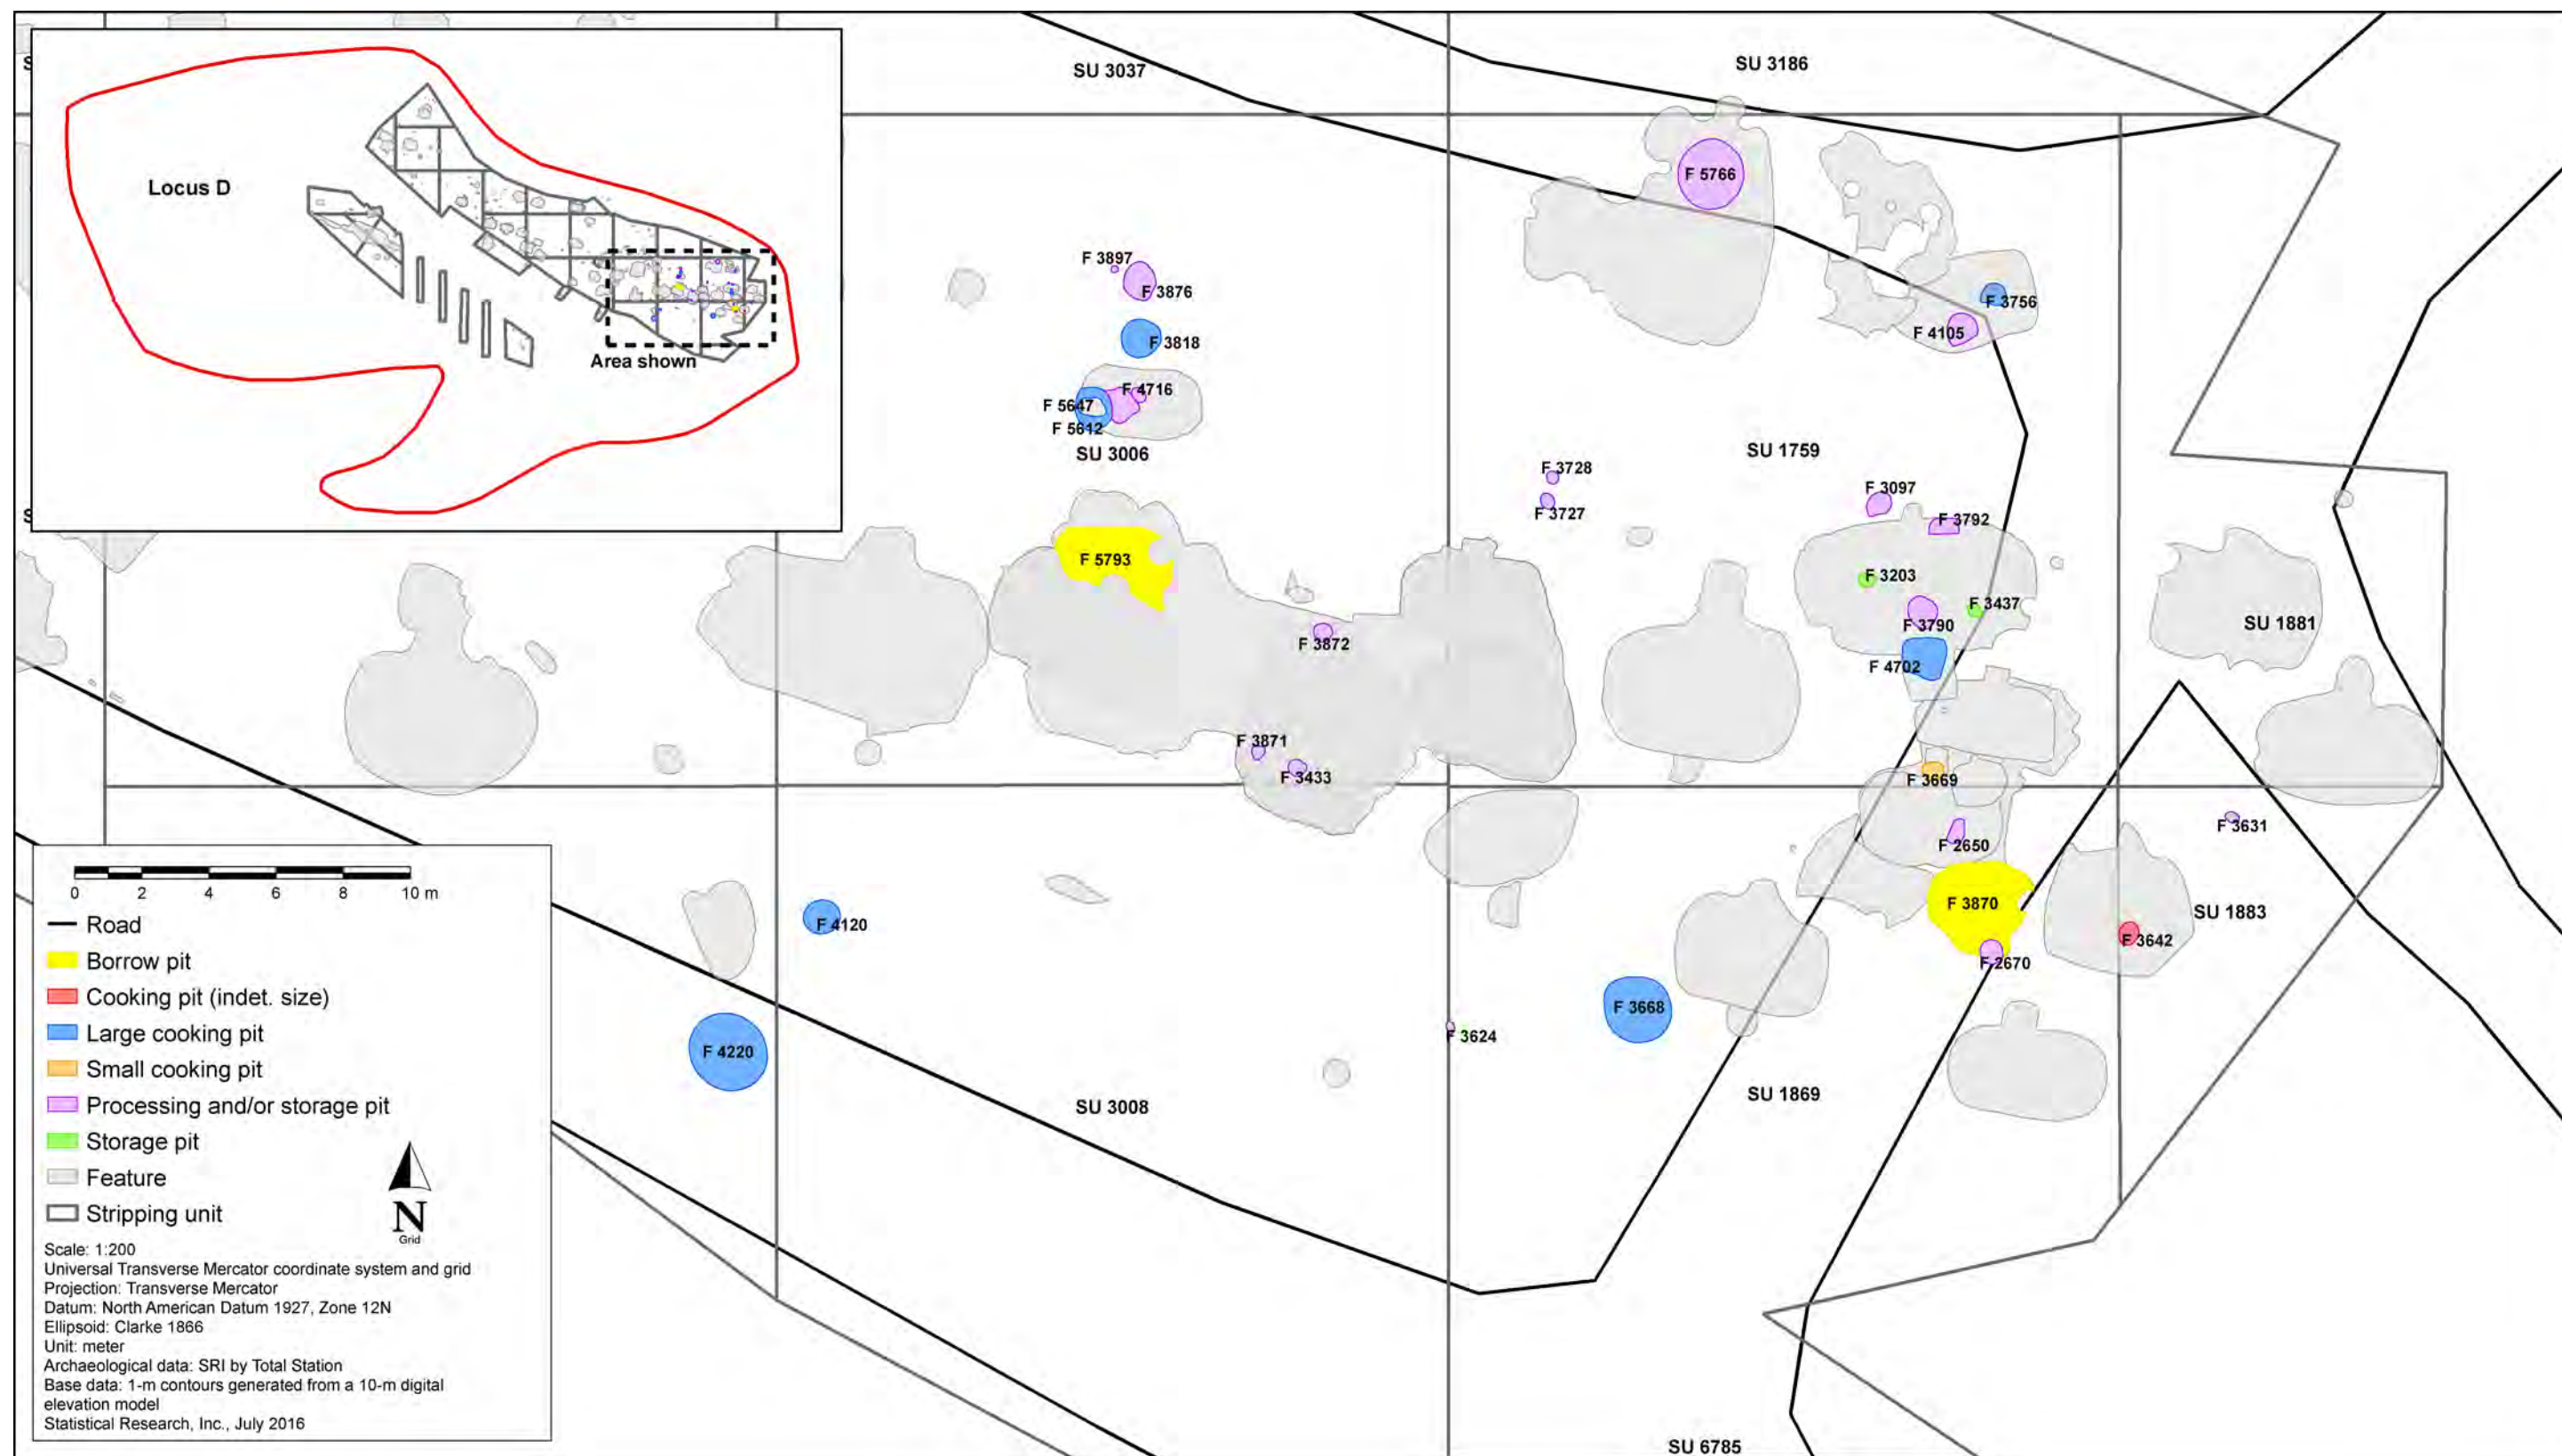 SU 3037
SU 3186
Locus D
Area shown
F 5766
F 3897
F 3876
F 3756
F 4105
F 3818
F 4716
F 5647
F 5612
SU 3006
SU 1759
F 3728
F 3727
F 3097
F 3792
F 5793
F 3203
F 3437
F 3790
SU 1881
F 3872
F 4702
F 3871
F 3433
F 3669
F 3631
F 2650
F 3870
SU 1883
F 4120
F 3642
F 2670
F 3668
F 3624
F 4220
SU 1869
SU 3008
SU 6785
0 2 4 6 8 10 m
Road
Borrow pit
Cooking pit (indet. size)
Large cooking pit
Small cooking pit
Processing and/or storage pit
Storage pit
Feature
Stripping unit
N
Grid
Scale: 1:200
Universal Transverse Mercator coordinate system and grid
Projection: Transverse Mercator
Datum: North American Datum 1927, Zone 12N
Ellipsoid: Clarke 1866
Unit: meter
Archaeological data: SRI by Total Station
Base data: 1-m contours generated from a 10-m digital
elevation model
Statistical Research, Inc., July 2016